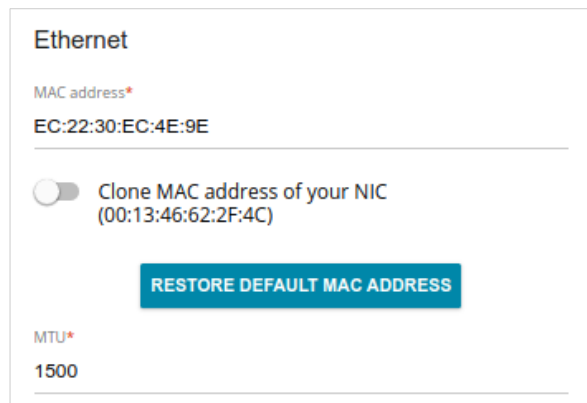 Ethernet
MAC address*
EC:22:30:EC:4E:9E
Clone MAC address of your NIC
(00:13:46:62:2F:4C)
RESTORE DEFAULT MAC ADDRESS
MTU*
1500